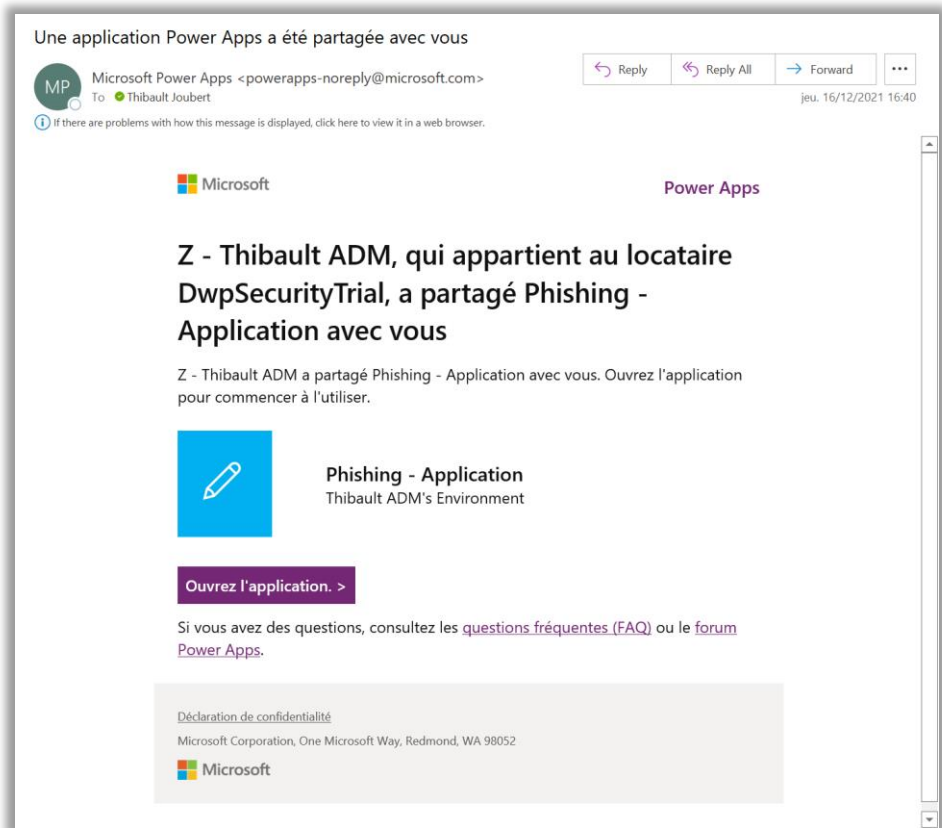 Une application Power Apps a été partagée avec vous
MP
Microsoft Power Apps <powerapps-noreply@microsoft.com>
To Thibault Joubert
Reply
Reply All
Forward
jeu. 16/12/2021 16:40
If there are problems with how this message is displayed, click here to view it in a web browser.
Microsoft
Power Apps
Z - Thibault ADM, qui appartient au locataire
DwpSecurityTrial, a partagé Phishing -
Application avec vous
Z - Thibault ADM a partagé Phishing - Application avec vous. Ouvrez l'application
pour commencer à l'utiliser.
Phishing - Application
Thibault ADM's Environment
Ouvrez l'application. >
Si vous avez des questions, consultez les questions fréquentes (FAQ) ou le forum
Power Apps.
Déclaration de confidentialité
Microsoft Corporation, One Microsoft Way, Redmond, WA 98052
Microsoft